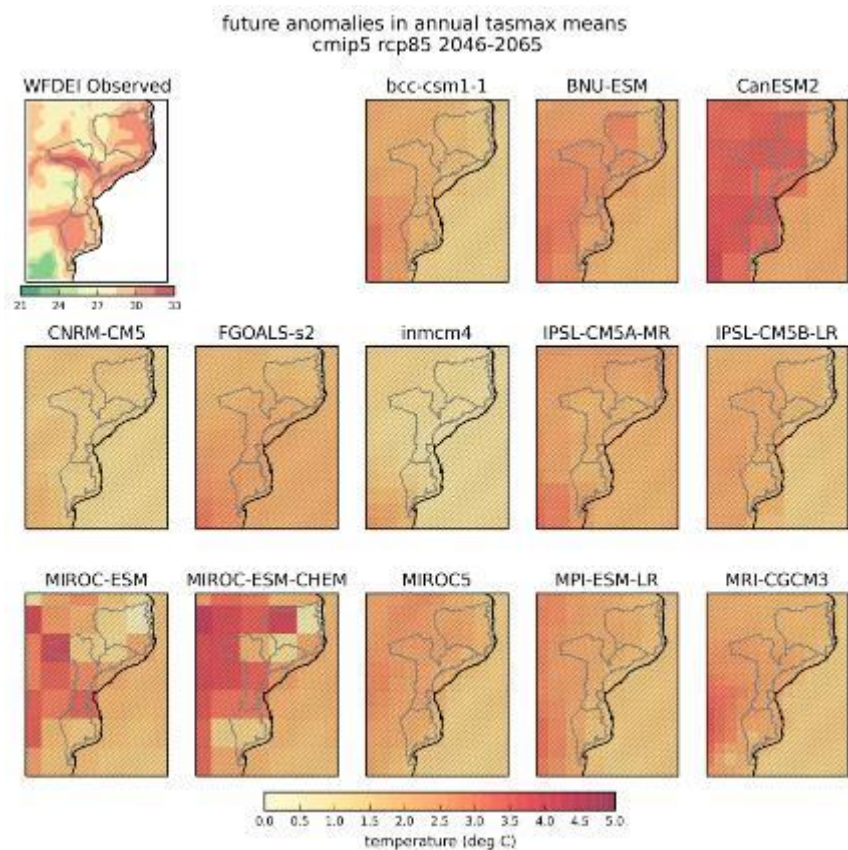 future anomalies in annual tasmax means
cmip5 rcp85 2046-2065
WFDEI Observed
bcc-csm1-1
BNU-ESM
CanESM2
21 24 27 30 33
CNRM-CM5
FGOALS-s2
inmcm4
IPSL-CM5A-MR
IPSL-CM5B-LR
MIROC-ESM
MIROC-ESM-CHEM
MIROC5
MPI-ESM-LR
MRI-CGCM3
0.0 0.5 1.0 1.5 2.0 2.5 3.0 3.5 4.0 4.5 5.0
temperature (deg C)